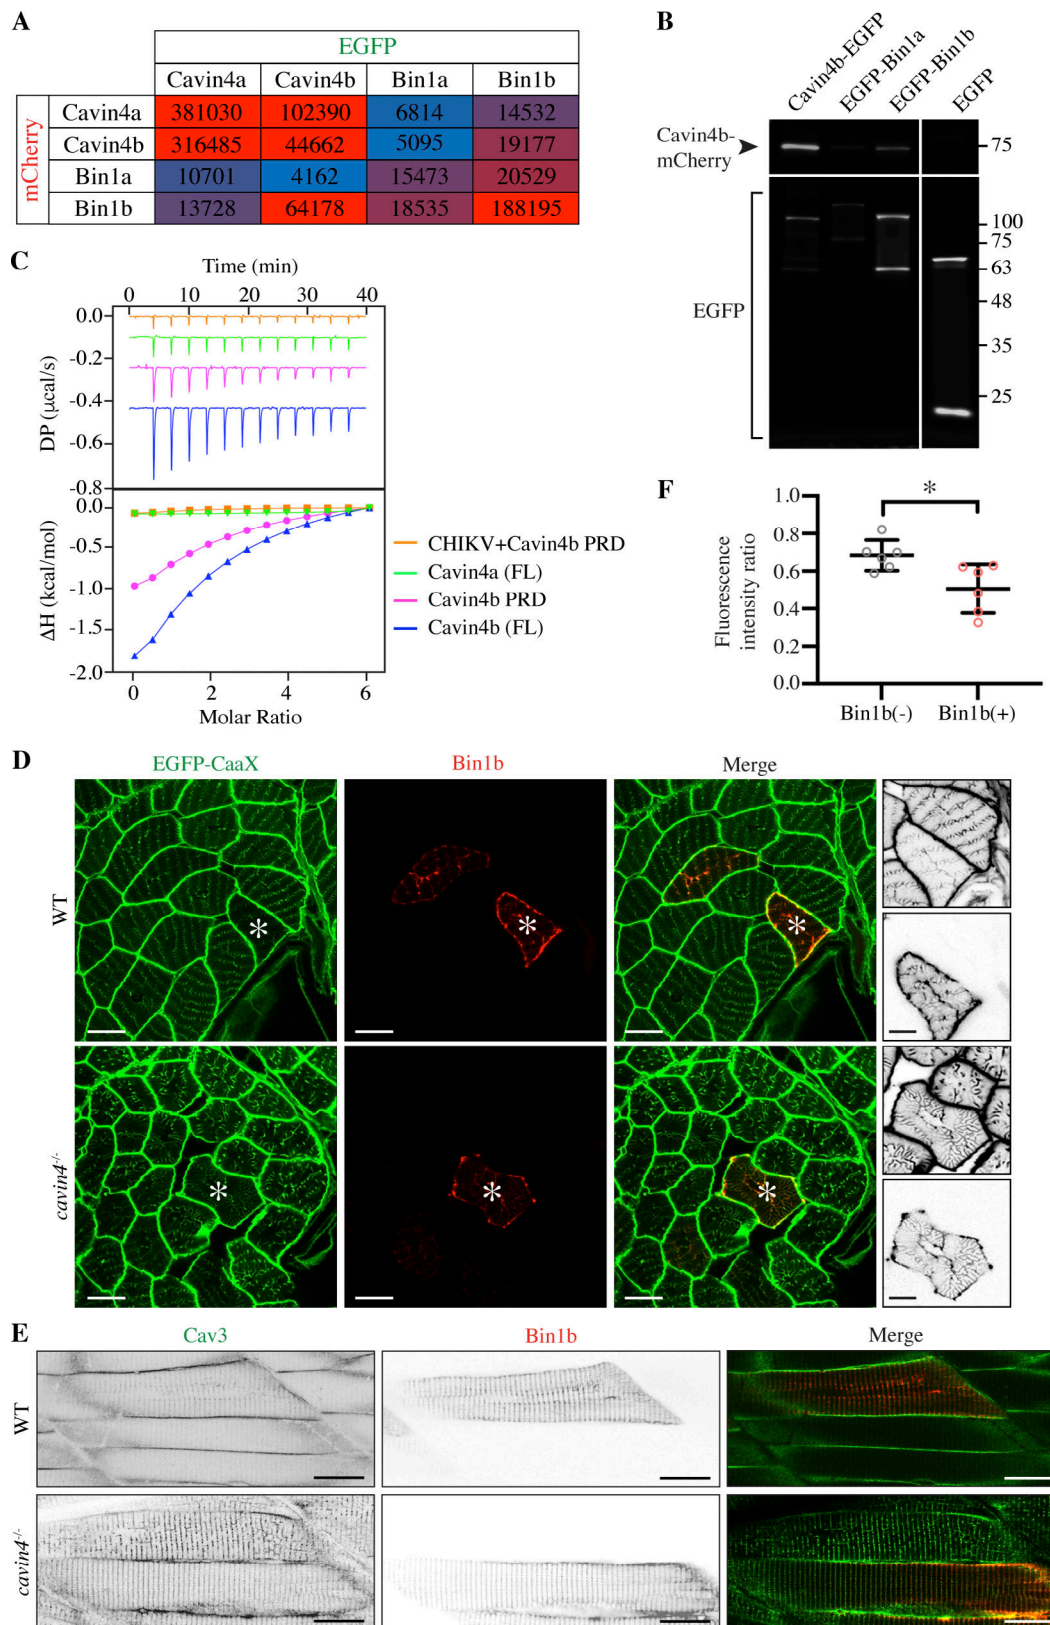 A
EGFP
Cavin4a Cavin4b Bin1a Bin1b
mCherry
Cavin4a 381030 102390 6814 14532
Cavin4b 316485 44662 5095 19177
Bin1a 10701 4162 15473 20529
Bin1b 13728 64178 18535 188195
B
Cavin4b-EGFP
EGFP-Bin1a
EGFP-Bin1b
EGFP
Cavin4b-
mCherry
75
EGFP
100
75
63
48
35
25
C
Time (min)
0 10 20 30 40
0.0
-0.2
-0.4
-0.6
-0.8
DP (μcal/s)
0.0
-0.5
-1.0
-1.5
-2.0
ΔH (kcal/mol)
0 2 4 6
Molar Ratio
CHIKV+Cavin4b PRD
Cavin4a (FL)
Cavin4b PRD
Cavin4b (FL)
F
1.0
0.8
0.6
0.4
0.2
0.0
Fluorescence
intensity ratio
*
Bin1b(-) Bin1b(+)
D
EGFP-CaaX Bin1b Merge
WT
* * *
cavin4-/-
* * *
E
Cav3 Bin1b Merge
WT
cavin4-/-